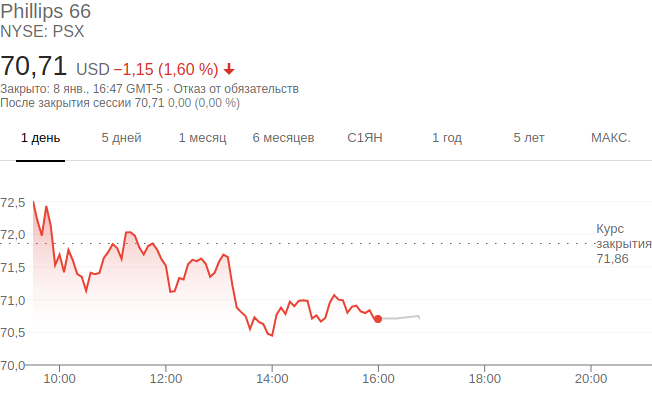 Phillips 66
NYSE: PSX
70,71 USD −1,15 (1,60 %)
Закрыто: 8 янв., 16:47 GMT-5 · Отказ от обязательств
После закрытия сессии 70,71 0,00 (0,00 %)
1 день 5 дней 1 месяц 6 месяцев С1ЯН 1 год 5 лет МАКС.
72,5
72,0
71,5
71,0
70,5
70,0
Курс
закрытия
71,86
10:00 12:00 14:00 16:00 18:00 20:00